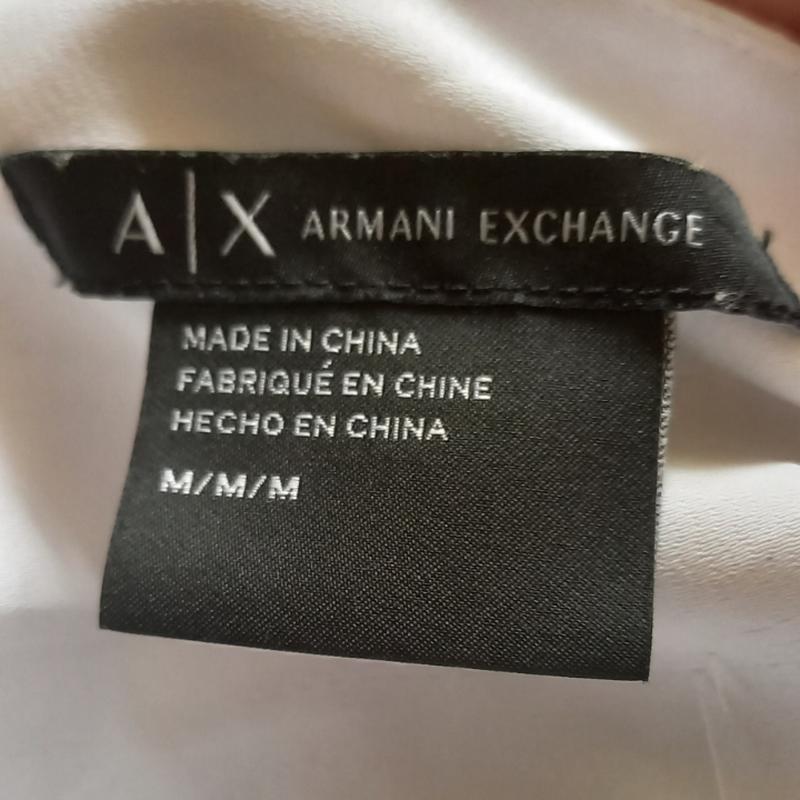 A|X ARMANI EXCHANGE
MADE IN CHINA
FABRIQUÉ EN CHINE
HECHO EN CHINA
M/M/M